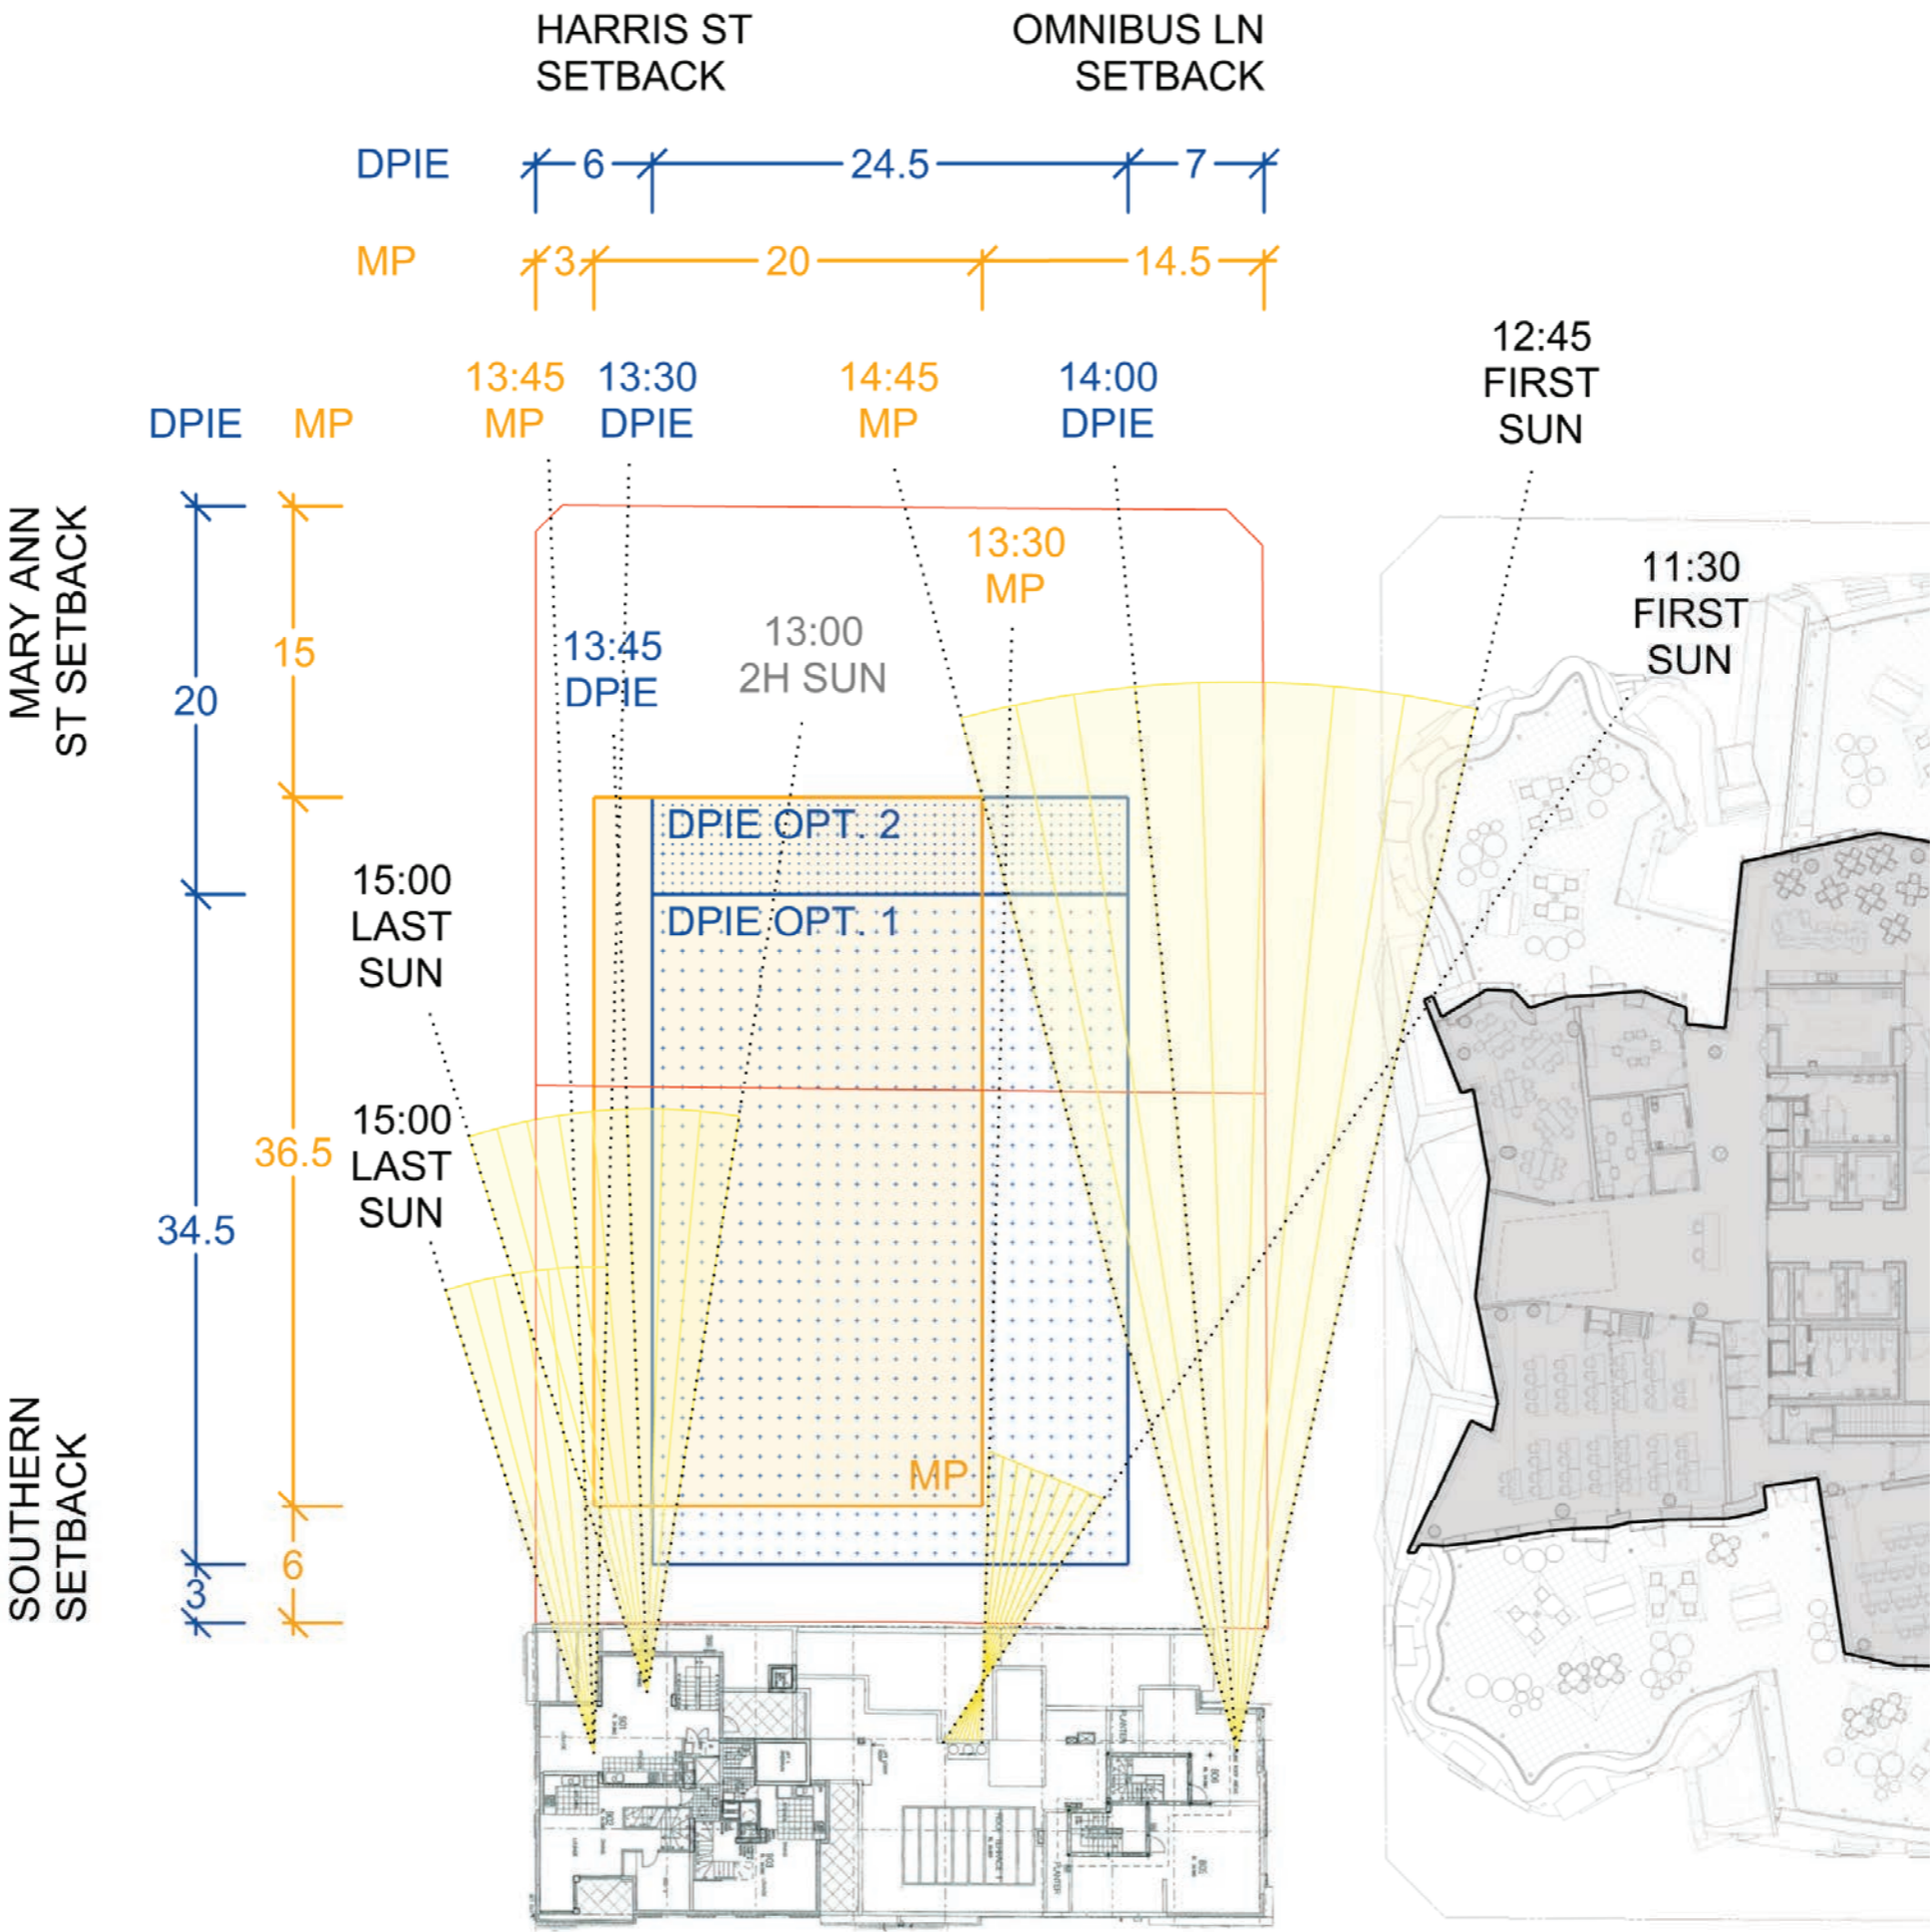 HARRIS ST
SETBACK
OMNIBUS LN
SETBACK
DPIE
6
24.5
7
MP
3
20
14.5
13:45
MP
13:30
DPIE
14:45
MP
14:00
DPIE
12:45
FIRST
SUN
DPIE
MP
MARY ANN
ST SETBACK
20
15
13:30
MP
11:30
FIRST
SUN
13:45
DPIE
13:00
2H SUN
DPIE OPT. 2
DPIE OPT. 1
15:00
LAST
SUN
15:00
LAST
SUN
36.5
34.5
MP
SOUTHERN
SETBACK
6
3
PLANTER
PLANTER